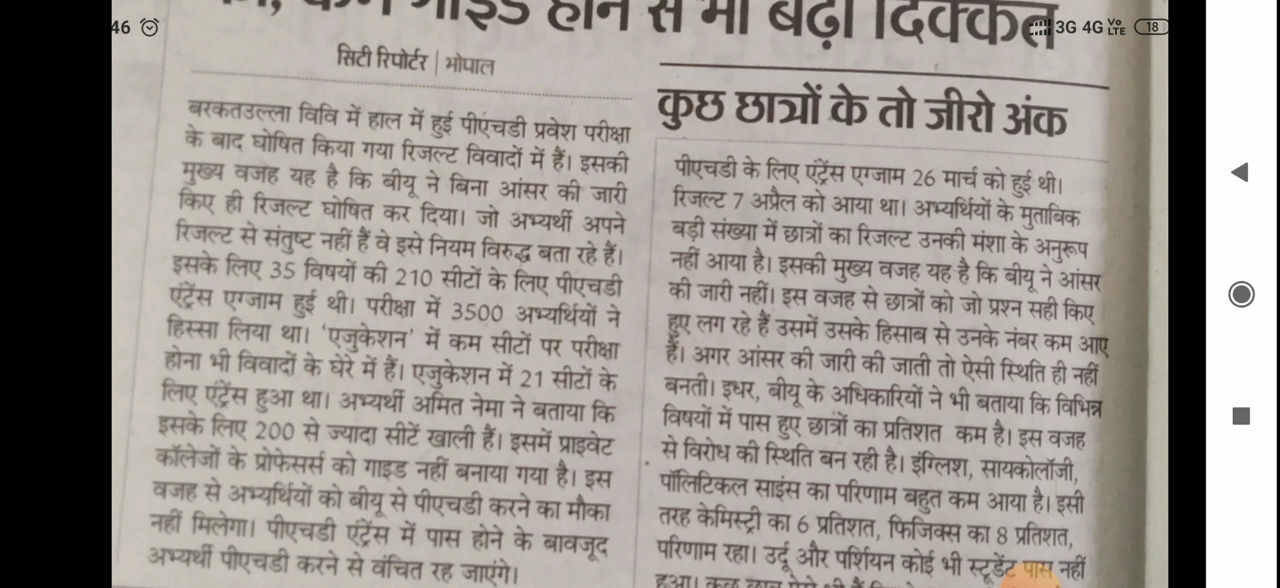 46
3G 4G Vo LTE 18
होने से भी बढ़ी दिक्कत
सिटी रिपोर्टर | भोपाल
बरकतउल्ला विवि में हाल में हुई पीएचडी प्रवेश परीक्षा
के बाद घोषित किया गया रिजल्ट विवादों में हैं। इसकी
मुख्य वजह यह है कि बीयू ने बिना आंसर की जारी
किए ही रिजल्ट घोषित कर दिया। जो अभ्यर्थी अपने
रिजल्ट से संतुष्ट नहीं हैं वे इसे नियम विरुद्ध बता रहे हैं।
इसके लिए 35 विषयों की 210 सीटों के लिए पीएचडी
एंट्रेंस एग्जाम हुई थी। परीक्षा में 3500 अभ्यर्थियों ने
हिस्सा लिया था। 'एजुकेशन' में कम सीटों पर परीक्षा
होना भी विवादों के घेरे में हैं। एजुकेशन में 21 सीटों के
लिए एंट्रेंस हुआ था। अभ्यर्थी अमित नेमा ने बताया कि
इसके लिए 200 से ज्यादा सीटें खाली हैं। इसमें प्राइवेट
कॉलेजों के प्रोफेसर्स को गाइड नहीं बनाया गया है। इस
वजह से अभ्यर्थियों को बीयू से पीएचडी करने का मौका
नहीं मिलेगा। पीएचडी एंट्रेंस में पास होने के बावजूद
अभ्यर्थी पीएचडी करने से वंचित रह जाएंगे।
कुछ छात्रों के तो जीरो अंक
पीएचडी के लिए एंट्रेंस एग्जाम 26 मार्च को हुई थी।
रिजल्ट 7 अप्रैल को आया था। अभ्यर्थियों के मुताबिक
बड़ी संख्या में छात्रों का रिजल्ट उनकी मंशा के अनुरूप
नहीं आया है। इसकी मुख्य वजह यह है कि बीयू ने आंसर
की जारी नहीं। इस वजह से छात्रों को जो प्रश्न सही किए
हुए लग रहे हैं उसमें उसके हिसाब से उनके नंबर कम आए
हैं। अगर आंसर की जारी की जाती तो ऐसी स्थिति ही नहीं
बनती। इधर, बीयू के अधिकारियों ने भी बताया कि विभिन्न
विषयों में पास हुए छात्रों का प्रतिशत कम है। इस वजह
से विरोध की स्थिति बन रही है। इंग्लिश, सायकोलॉजी,
पॉलिटिकल साइंस का परिणाम बहुत कम आया है। इसी
तरह केमिस्ट्री का 6 प्रतिशत, फिजिक्स का 8 प्रतिशत,
परिणाम रहा। उर्दू और पर्शियन कोई भी स्टूडेंट पास नहीं
हुआ।